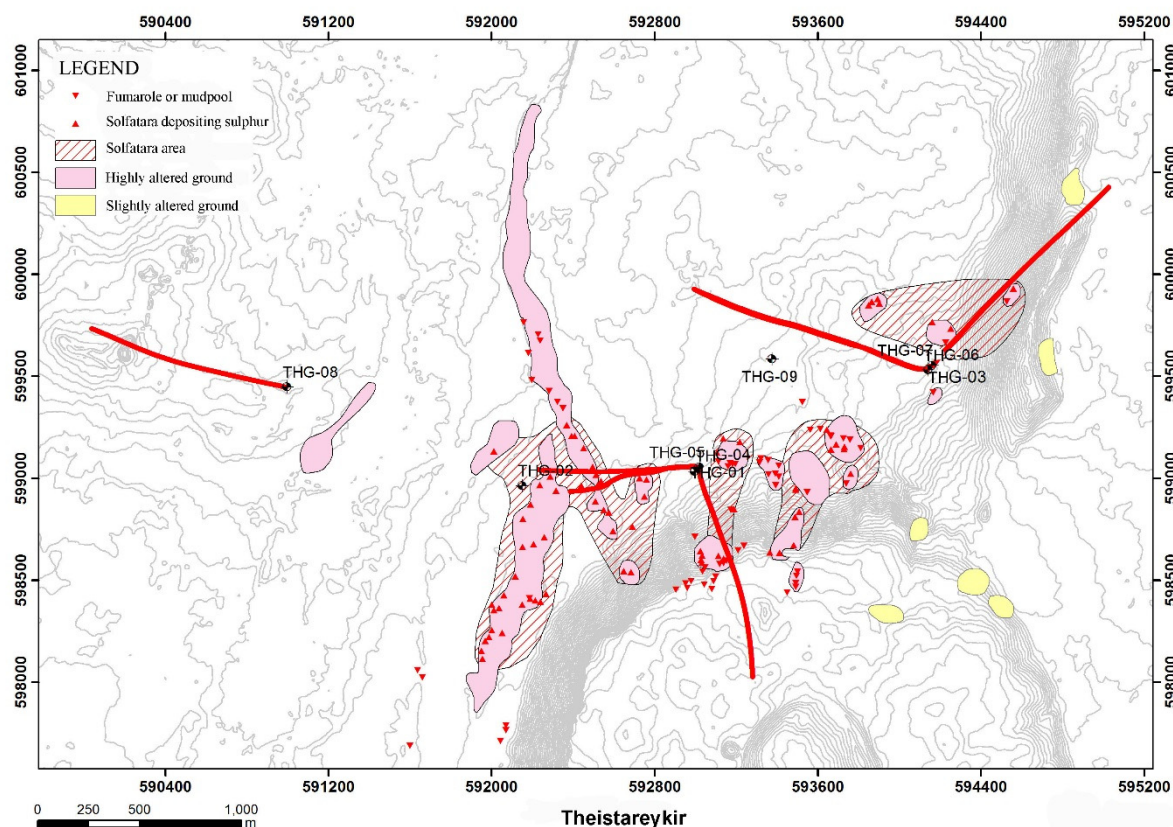 590400 591200 592000 592800 593600 594400 595200
601000 601000
600500 600500
600000 600000
599500 599500
599000 599000
598500 598500
598000 598000
LEGEND
Fumarole or mudpool
Solfatara depositing sulphur
Solfatara area
Highly altered ground
Slightly altered ground
THG-07 THG-06
THG-03
THG-09
THG-08
THG-05 THG-04
THG-01
THG-02
590400 591200 592000 592800 593600 594400 595200
0 250 500 1,000
m
Theistareykir